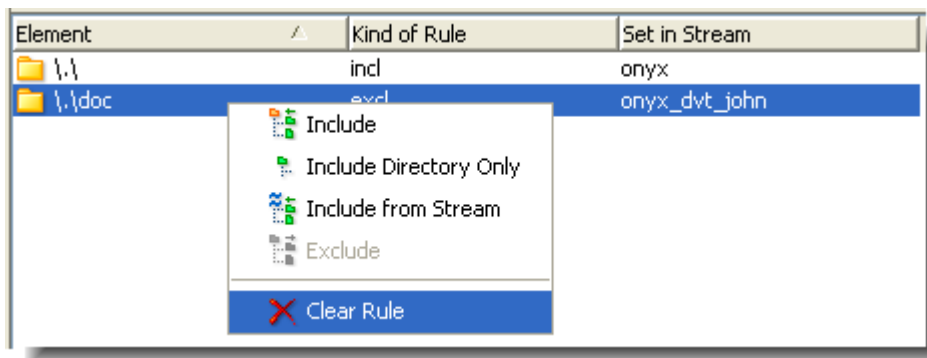 Element Kind of Rule Set in Stream
\.\ incl onyx
\.\doc excl onyx_dvt_john
Include
Include Directory Only
Include from Stream
Exclude
Clear Rule